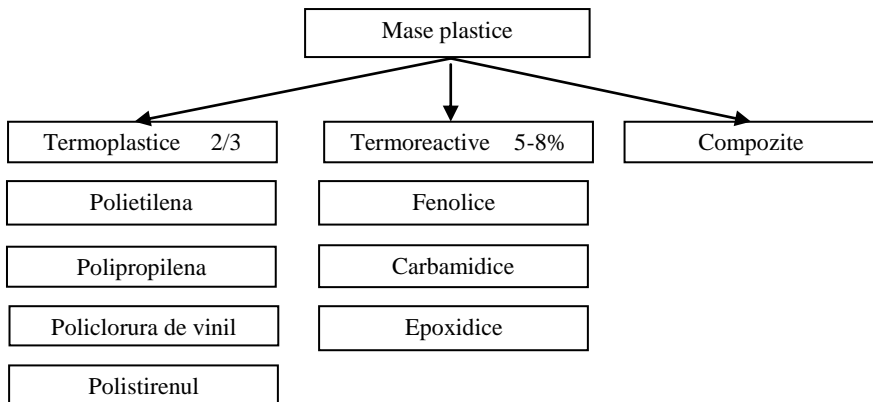 Mase plastice
Termoplastice 2/3
Termoreactive 5-8%
Compozite
Polietilena
Fenolice
Polipropilena
Carbamidice
Policlorura de vinil
Epoxidice
Polistirenul